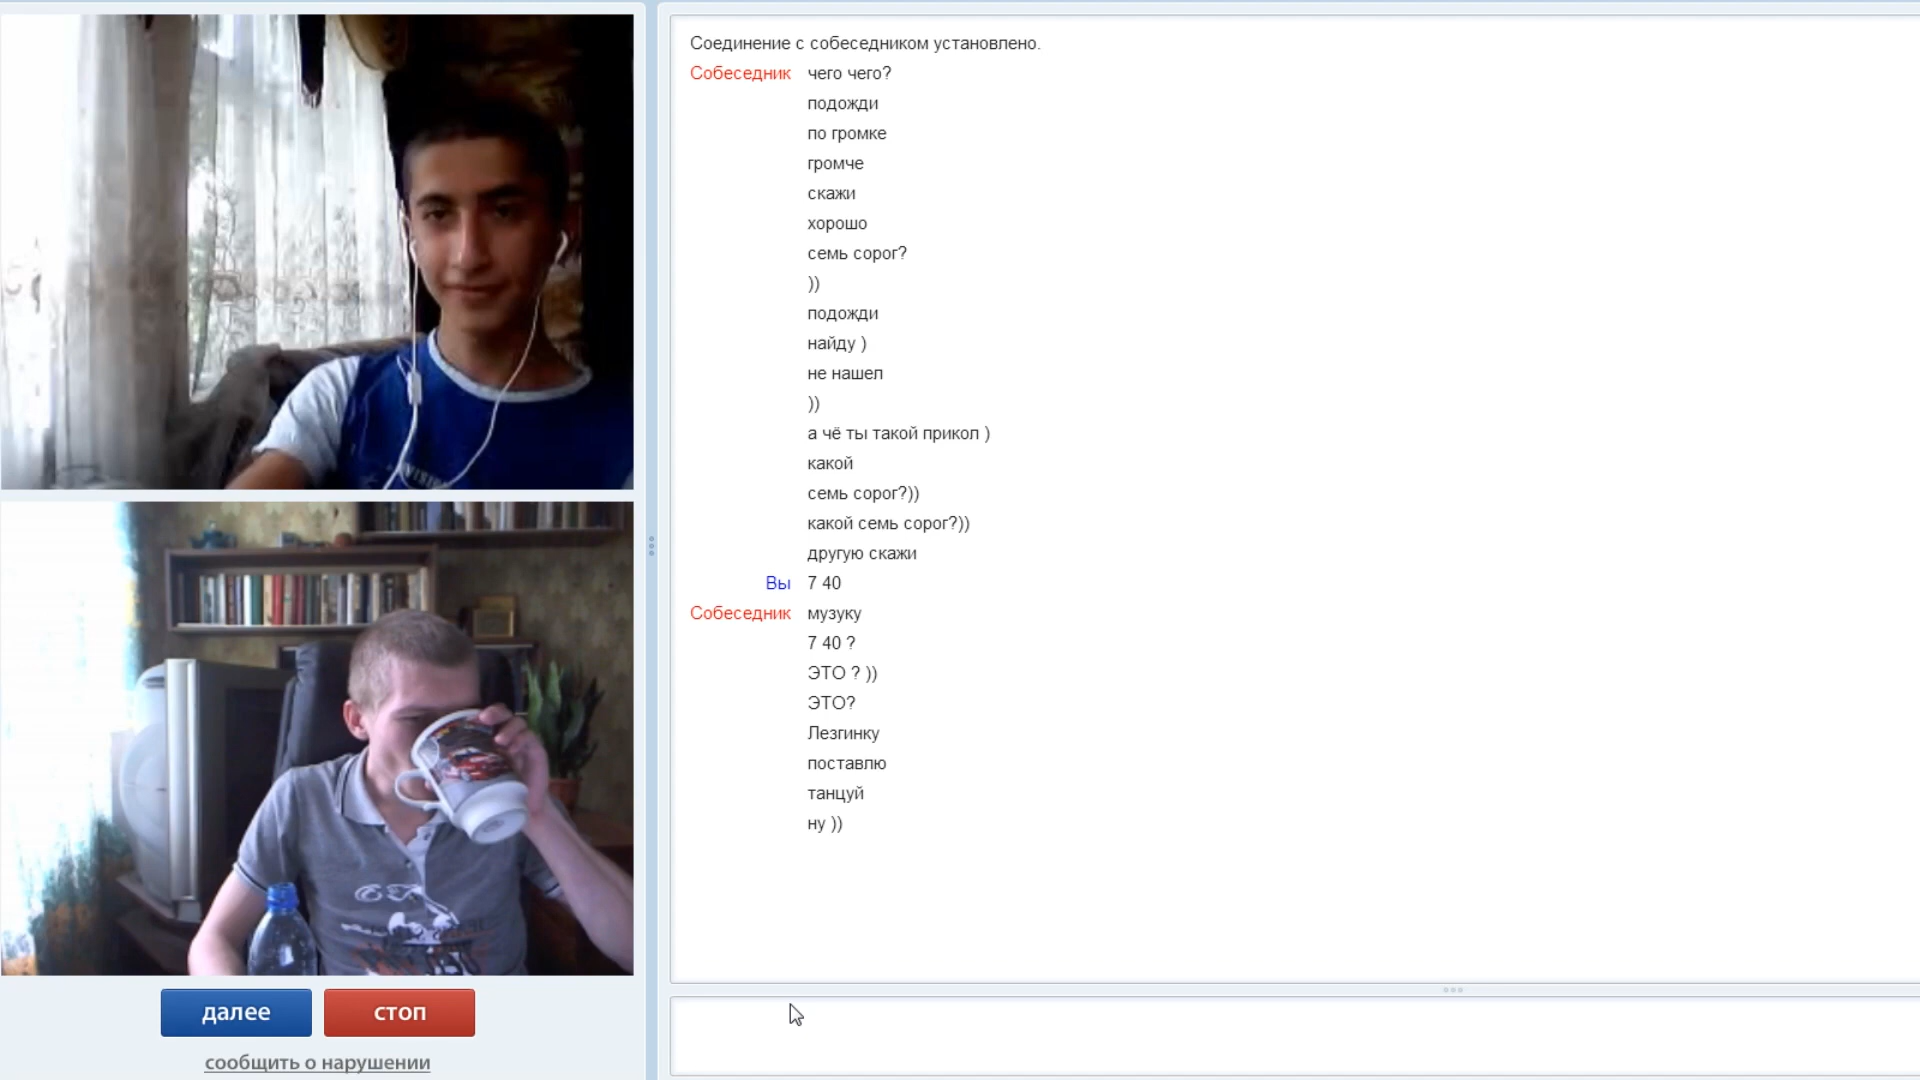 Соединение с собеседником установлено.
Собеседник чего чего?
подожди
по громке
громче
скажи
хорошо
семь сорог?
))
подожди
найду )
не нашел
))
а чё ты такой прикол )
какой
семь сорог?))
какой семь сорог?))
другую скажи
Вы 7 40
Собеседник музуку
7 40 ?
ЭТО ? ))
ЭТО?
Лезгинку
поставлю
танцуй
ну ))
далее
стоп
сообщить о нарушении